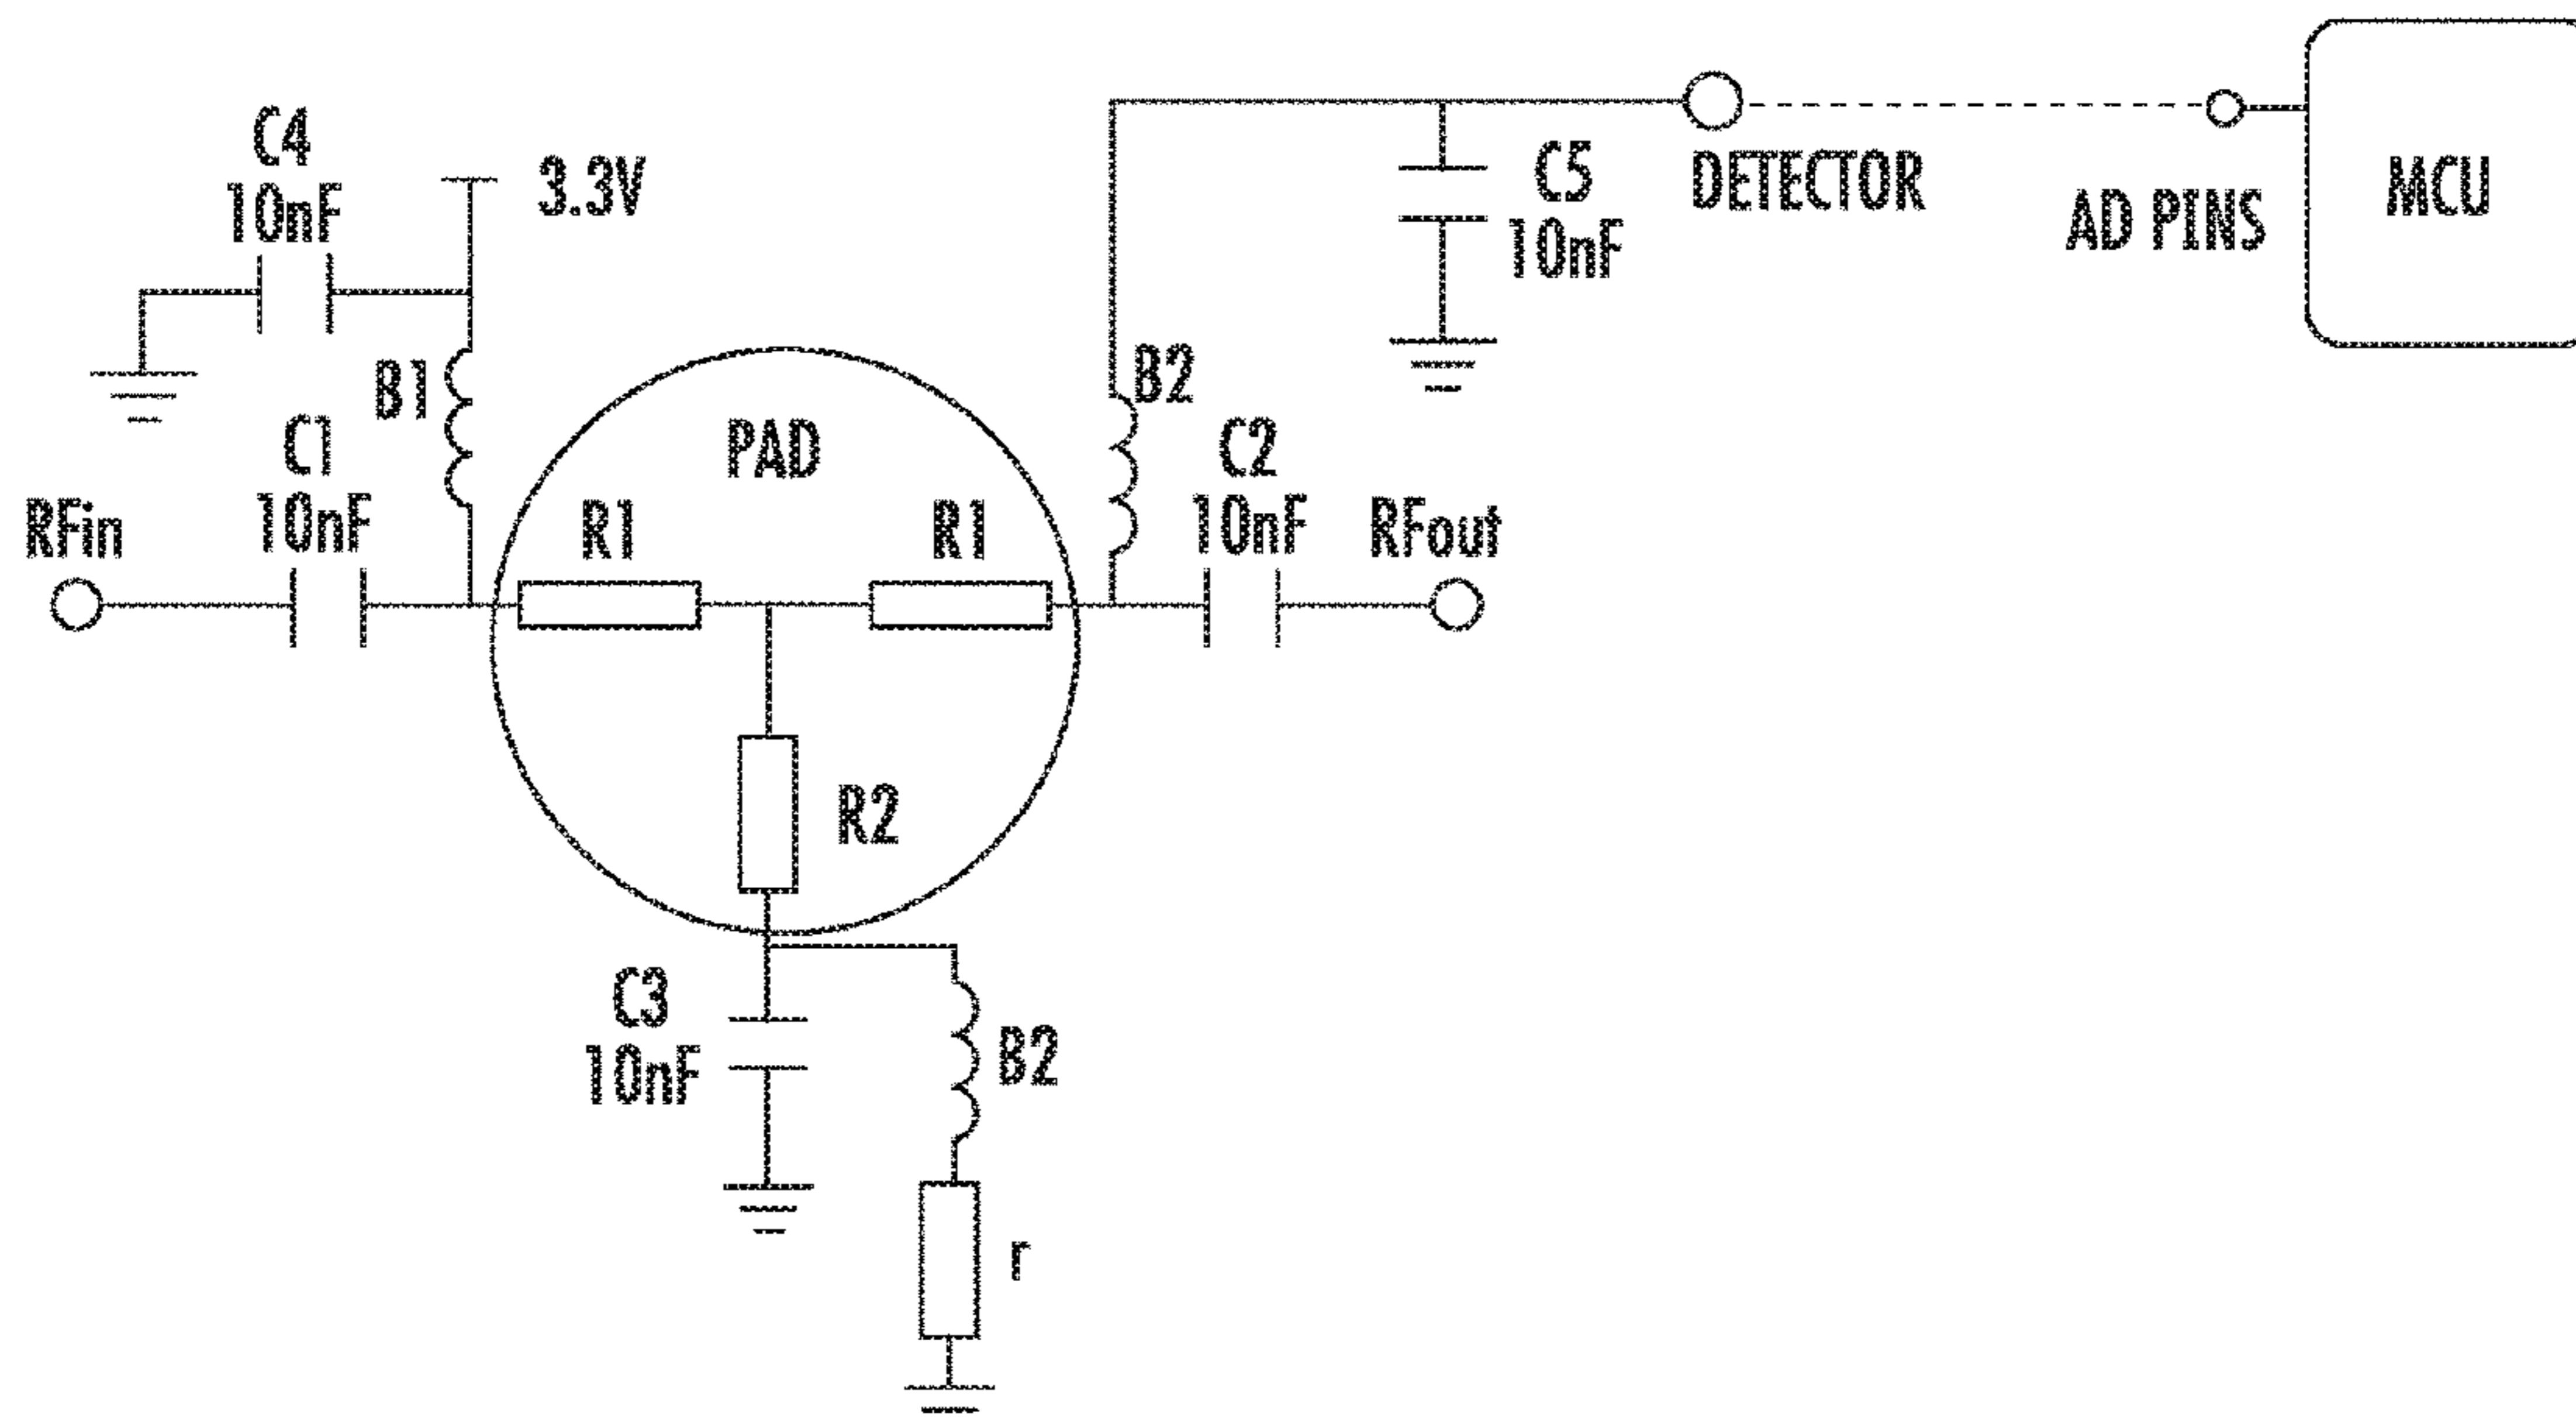 C4
10nF
3.3V
C5
10nF
DETECTOR
AD PINS
MCU
B1
B2
C1
10nF
PAD
C2
10nF
RFin
R1
R1
RFout
R2
C3
10nF
B2
r